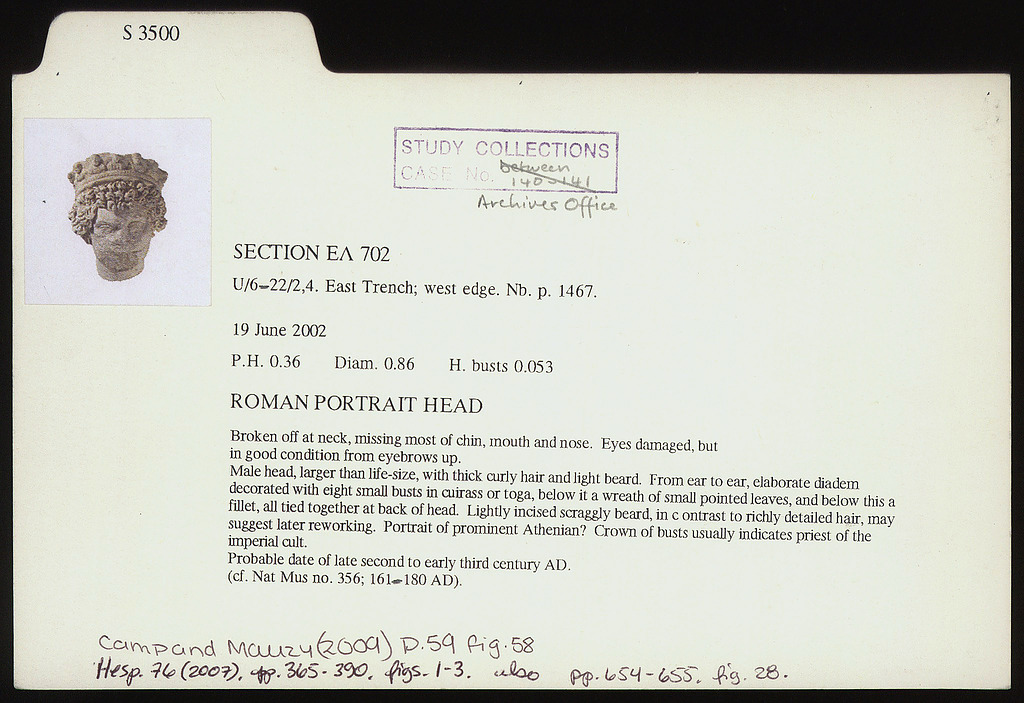 S 3500
STUDY COLLECTIONS
CASE No. between
140-141
Archives Office
SECTION ΕΛ 702
U/6-22/2,4. East Trench; west edge. Nb. p. 1467.
19 June 2002
P.H. 0.36 Diam. 0.86 H. busts 0.053
ROMAN PORTRAIT HEAD
Broken off at neck, missing most of chin, mouth and nose. Eyes damaged, but
in good condition from eyebrows up.
Male head, larger than life-size, with thick curly hair and light beard. From ear to ear, elaborate diadem
decorated with eight small busts in cuirass or toga, below it a wreath of small pointed leaves, and below this a
fillet, all tied together at back of head. Lightly incised scraggly beard, in c ontrast to richly detailed hair, may
suggest later reworking. Portrait of prominent Athenian? Crown of busts usually indicates priest of the
imperial cult.
Probable date of late second to early third century AD.
(cf. Nat Mus no. 356; 161-180 AD).
Camp and Mauzy (2009) p.59 fig.58
Hesp. 76 (2007), pp. 365-390, figs. 1-3. also pp. 654-655, fig. 28.